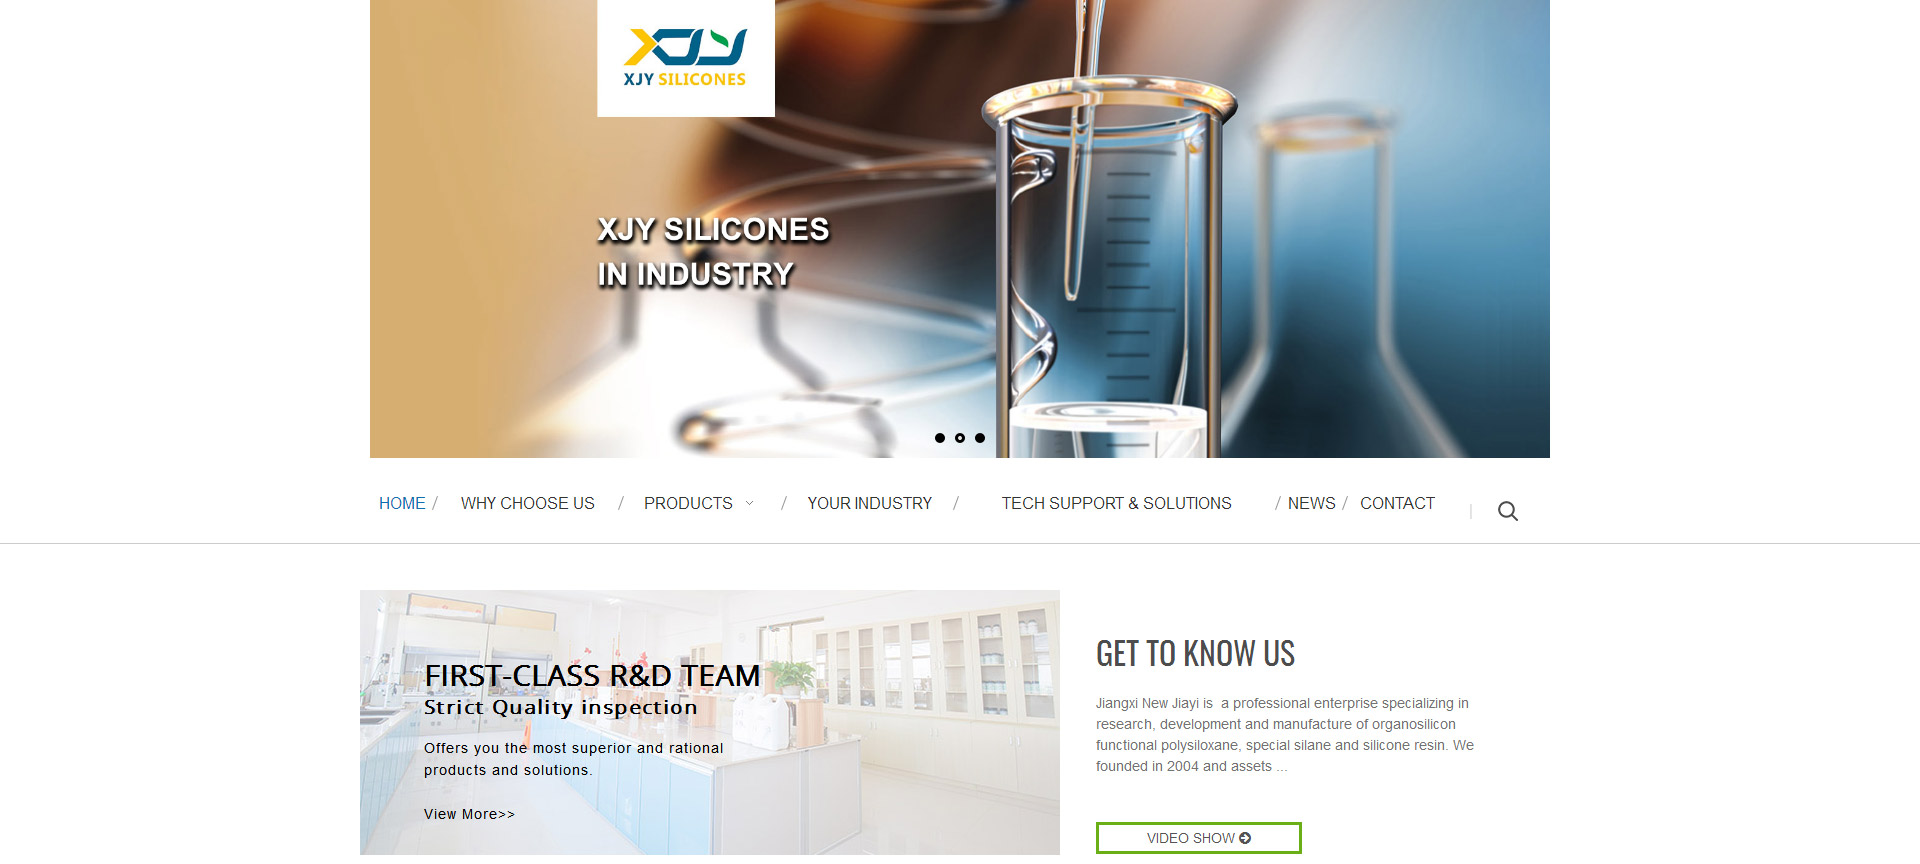 XJY SILICONES
XJY SILICONES
IN INDUSTRY
HOME / WHY CHOOSE US / PRODUCTS / YOUR INDUSTRY / TECH SUPPORT & SOLUTIONS / NEWS / CONTACT |
FIRST-CLASS R&D TEAM
Strict Quality inspection
Offers you the most superior and rational
products and solutions.
View More>>
GET TO KNOW US
Jiangxi New Jiayi is  a professional enterprise specializing in
research, development and manufacture of organosilicon
functional polysiloxane, special silane and silicone resin. We
founded in 2004 and assets ...
VIDEO SHOW